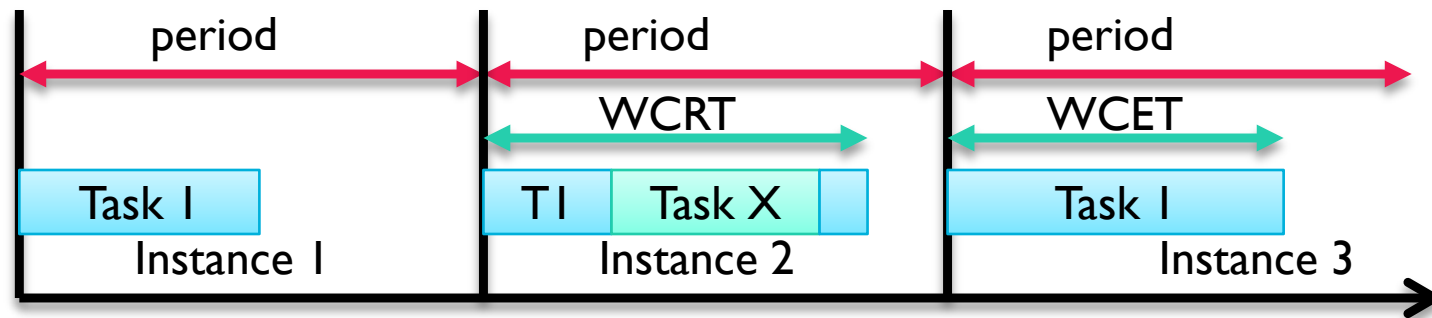 period period period
WCRT WCET
Task 1 T1 Task X Task 1
Instance 1 Instance 2 Instance 3